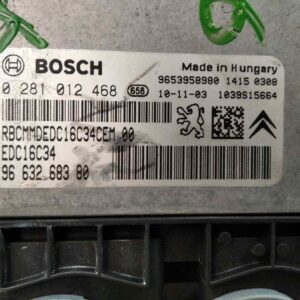 BOSCH
Made in Hungary
9653958980 1415 0308
0 281 012 468 658
10-11-03 1039S15664
RBCMMDEDC16C34CEM 00
EDC16C34
96 632 683 80